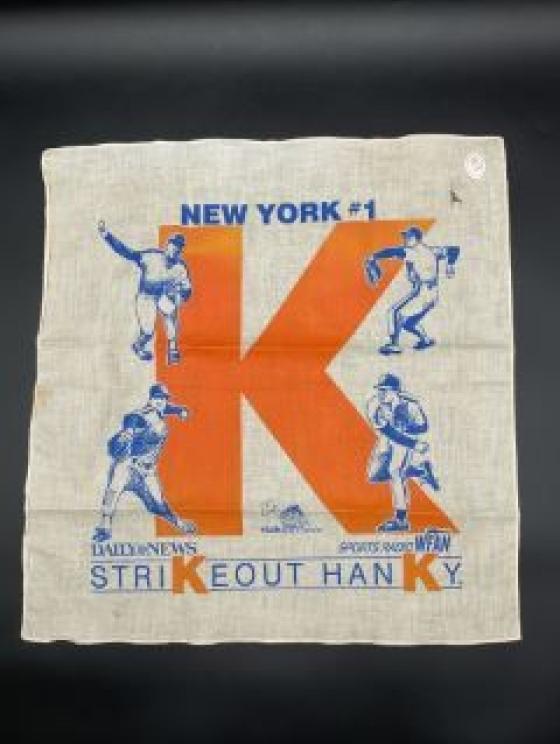 NEW YORK #1
DAILY NEWS
SPORTS RADIO WFAN
STRIKEOUT HANKY